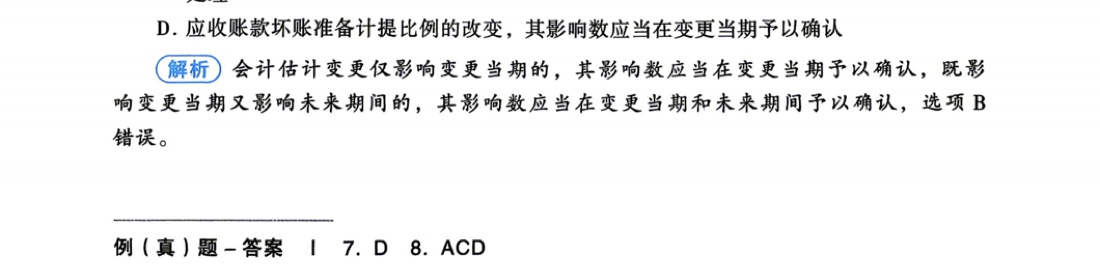 D. 应收账款坏账准备计提比例的改变，其影响数应当在变更当期予以确认
解析 会计估计变更仅影响变更当期的，其影响数应当在变更当期予以确认，既影
响变更当期又影响未来期间的，其影响数应当在变更当期和未来期间予以确认，选项 B
错误。
例（真）题－答案 | 7. D 8. ACD